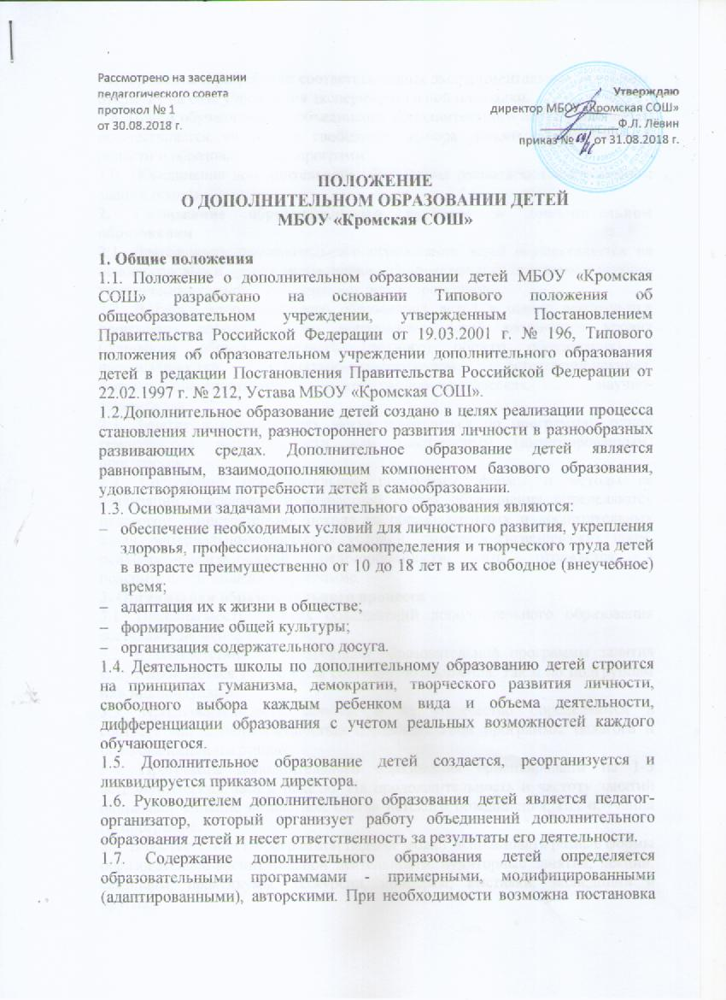 Рассмотрено на заседании
педагогического совета
протокол № 1
от 30.08.2018 г.
Утверждаю
директор МБОУ «Кромская СОШ»
Ф.Л. Лёвин
приказ № от 31.08.2018 г.
ПОЛОЖЕНИЕ
О ДОПОЛНИТЕЛЬНОМ ОБРАЗОВАНИИ ДЕТЕЙ
МБОУ «Кромская СОШ»
1. Общие положения
1.1. Положение о дополнительном образовании детей МБОУ «Кромская
СОШ» разработано на основании Типового положения об
общеобразовательном учреждении, утвержденным Постановлением
Правительства Российской Федерации от 19.03.2001 г. № 196, Типового
положения об образовательном учреждении дополнительного образования
детей в редакции Постановления Правительства Российской Федерации от
22.02.1997 г. № 212, Устава МБОУ «Кромская СОШ».
1.2.Дополнительное образование детей создано в целях реализации процесса
становления личности, разностороннего развития личности в разнообразных
развивающих средах. Дополнительное образование детей является
равноправным, взаимодополняющим компонентом базового образования,
удовлетворяющим потребности детей в самообразовании.
1.3. Основными задачами дополнительного образования являются:
– обеспечение необходимых условий для личностного развития, укрепления
здоровья, профессионального самоопределения и творческого труда детей
в возрасте преимущественно от 10 до 18 лет в их свободное (внеучебное)
время;
– адаптация их к жизни в обществе;
– формирование общей культуры;
– организация содержательного досуга.
1.4. Деятельность школы по дополнительному образованию детей строится
на принципах гуманизма, демократии, творческого развития личности,
свободного выбора каждым ребенком вида и объема деятельности,
дифференциации образования с учетом реальных возможностей каждого
обучающегося.
1.5. Дополнительное образование детей создается, реорганизуется и
ликвидируется приказом директора.
1.6. Руководителем дополнительного образования детей является педагог-
организатор, который организует работу объединений дополнительного
образования детей и несет ответственность за результаты его деятельности.
1.7. Содержание дополнительного образования детей определяется
образовательными программами - примерными, модифицированными
(адаптированными), авторскими. При необходимости возможна постановка